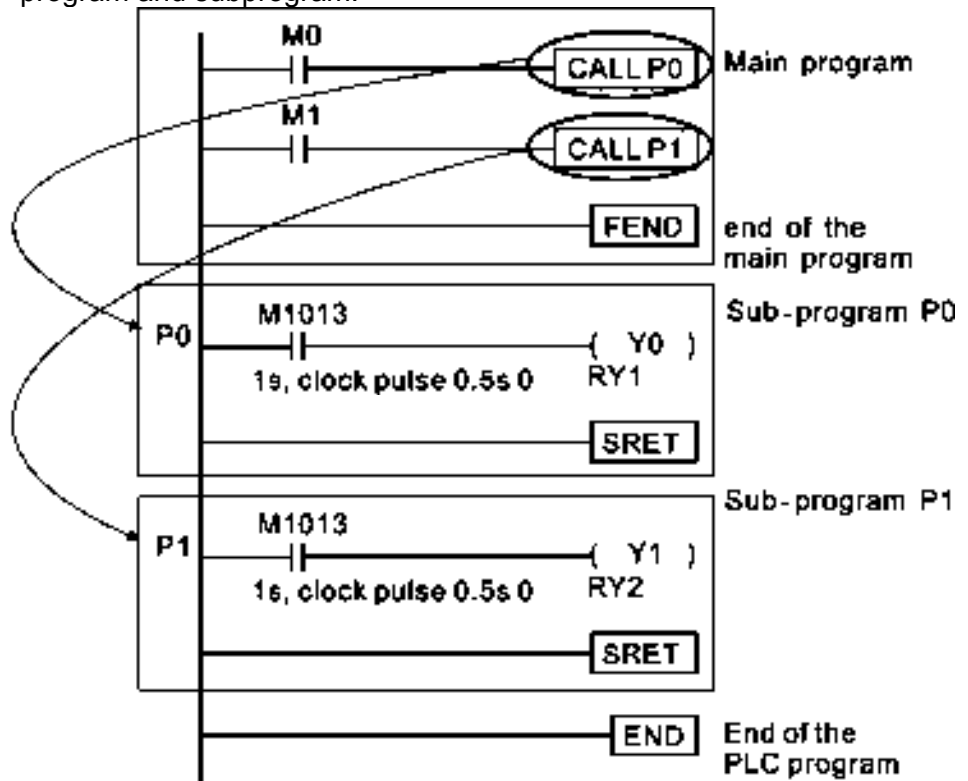 program and subprogram.
M0
CALL P0
Main program
M1
CALL P1
FEND
end of the
main program
Sub-program P0
P0
M1013
( Y0 )
1s, clock pulse 0.5s 0
RY1
SRET
Sub-program P1
P1
M1013
( Y1 )
1s, clock pulse 0.5s 0
RY2
SRET
END
End of the
PLC program